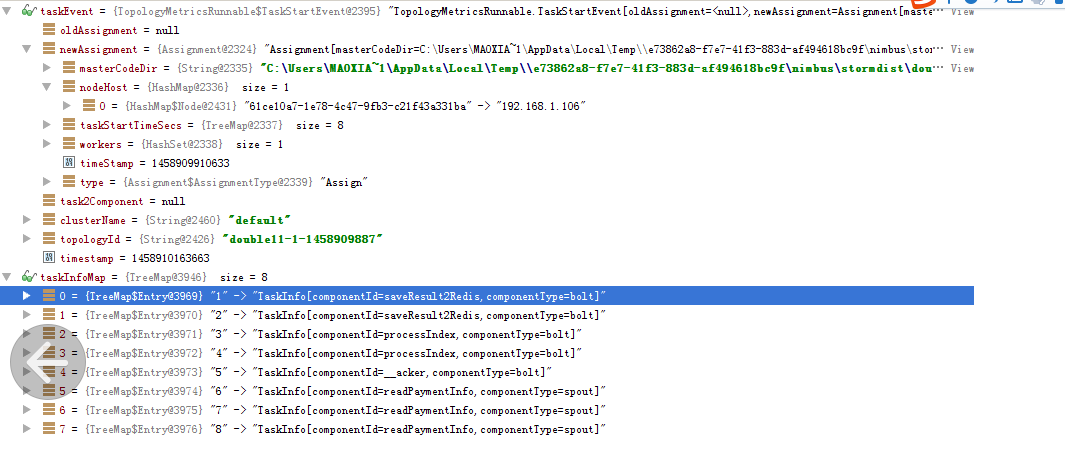 taskEvent = {TopologyMetricsRunnable$TaskStartEvent@2395} "TopologyMetricsRunnable.TaskStartEvent[oldAssignment=<null>,newAssignment=Assignment[maste··· View
oldAssignment = null
newAssignment = {Assignment@2324} "Assignment[masterCodeDir=C:\Users\MAOXIA~1\AppData\Local\Temp\\e73862a8-f7e7-41f3-883d-af494618bc9f\nimbus\stor··· View
masterCodeDir = {String@2335} "C:\Users\MAOXIA~1\AppData\Local\Temp\\e73862a8-f7e7-41f3-883d-af494618bc9f\nimbus\stormdist\dou··· View
nodeHost = {HashMap@2336} size = 1
0 = {HashMap$Node@2431} "61ce10a7-1e78-4c47-9fb3-c21f43a331ba" -> "192.168.1.106"
taskStartTimeSecs = {TreeMap@2337} size = 8
workers = {HashSet@2338} size = 1
timeStamp = 1458909910633
type = {Assignment$AssignmentType@2339} "Assign"
task2Component = null
clusterName = {String@2460} "default"
topologyId = {String@2426} "double11-1-1458909887"
timestamp = 1458910163663
taskInfoMap = {TreeMap@3946} size = 8
0 = {TreeMap$Entry@3969} "1" -> "TaskInfo[componentId=saveResult2Redis, componentType=bolt]"
1 = {TreeMap$Entry@3970} "2" -> "TaskInfo[componentId=saveResult2Redis, componentType=bolt]"
2 = {TreeMap$Entry@3971} "3" -> "TaskInfo[componentId=processIndex, componentType=bolt]"
3 = {TreeMap$Entry@3972} "4" -> "TaskInfo[componentId=processIndex, componentType=bolt]"
4 = {TreeMap$Entry@3973} "5" -> "TaskInfo[componentId=__acker, componentType=bolt]"
5 = {TreeMap$Entry@3974} "6" -> "TaskInfo[componentId=readPaymentInfo, componentType=spout]"
6 = {TreeMap$Entry@3975} "7" -> "TaskInfo[componentId=readPaymentInfo, componentType=spout]"
7 = {TreeMap$Entry@3976} "8" -> "TaskInfo[componentId=readPaymentInfo, componentType=spout]"